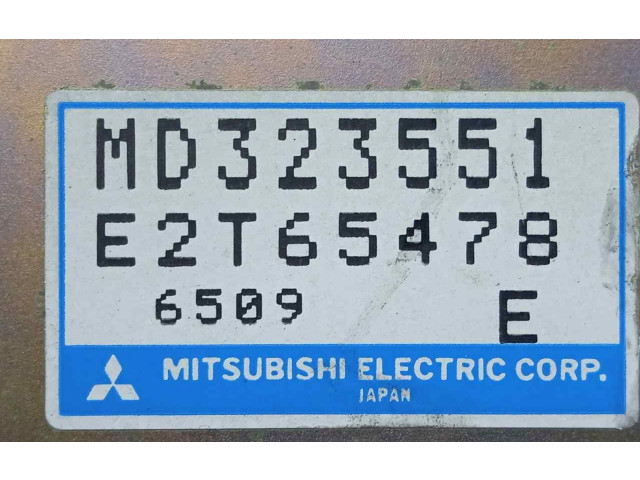 MD323551
E2T65478
6509 E
MITSUBISHI ELECTRIC CORP.
JAPAN